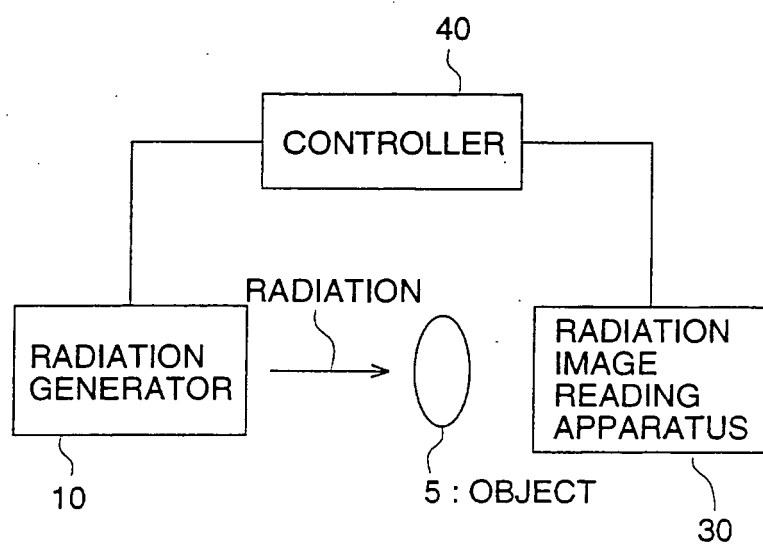 40
CONTROLLER
RADIATION
RADIATION
GENERATOR
RADIATION
IMAGE
READING
APPARATUS
10
5 : OBJECT
30